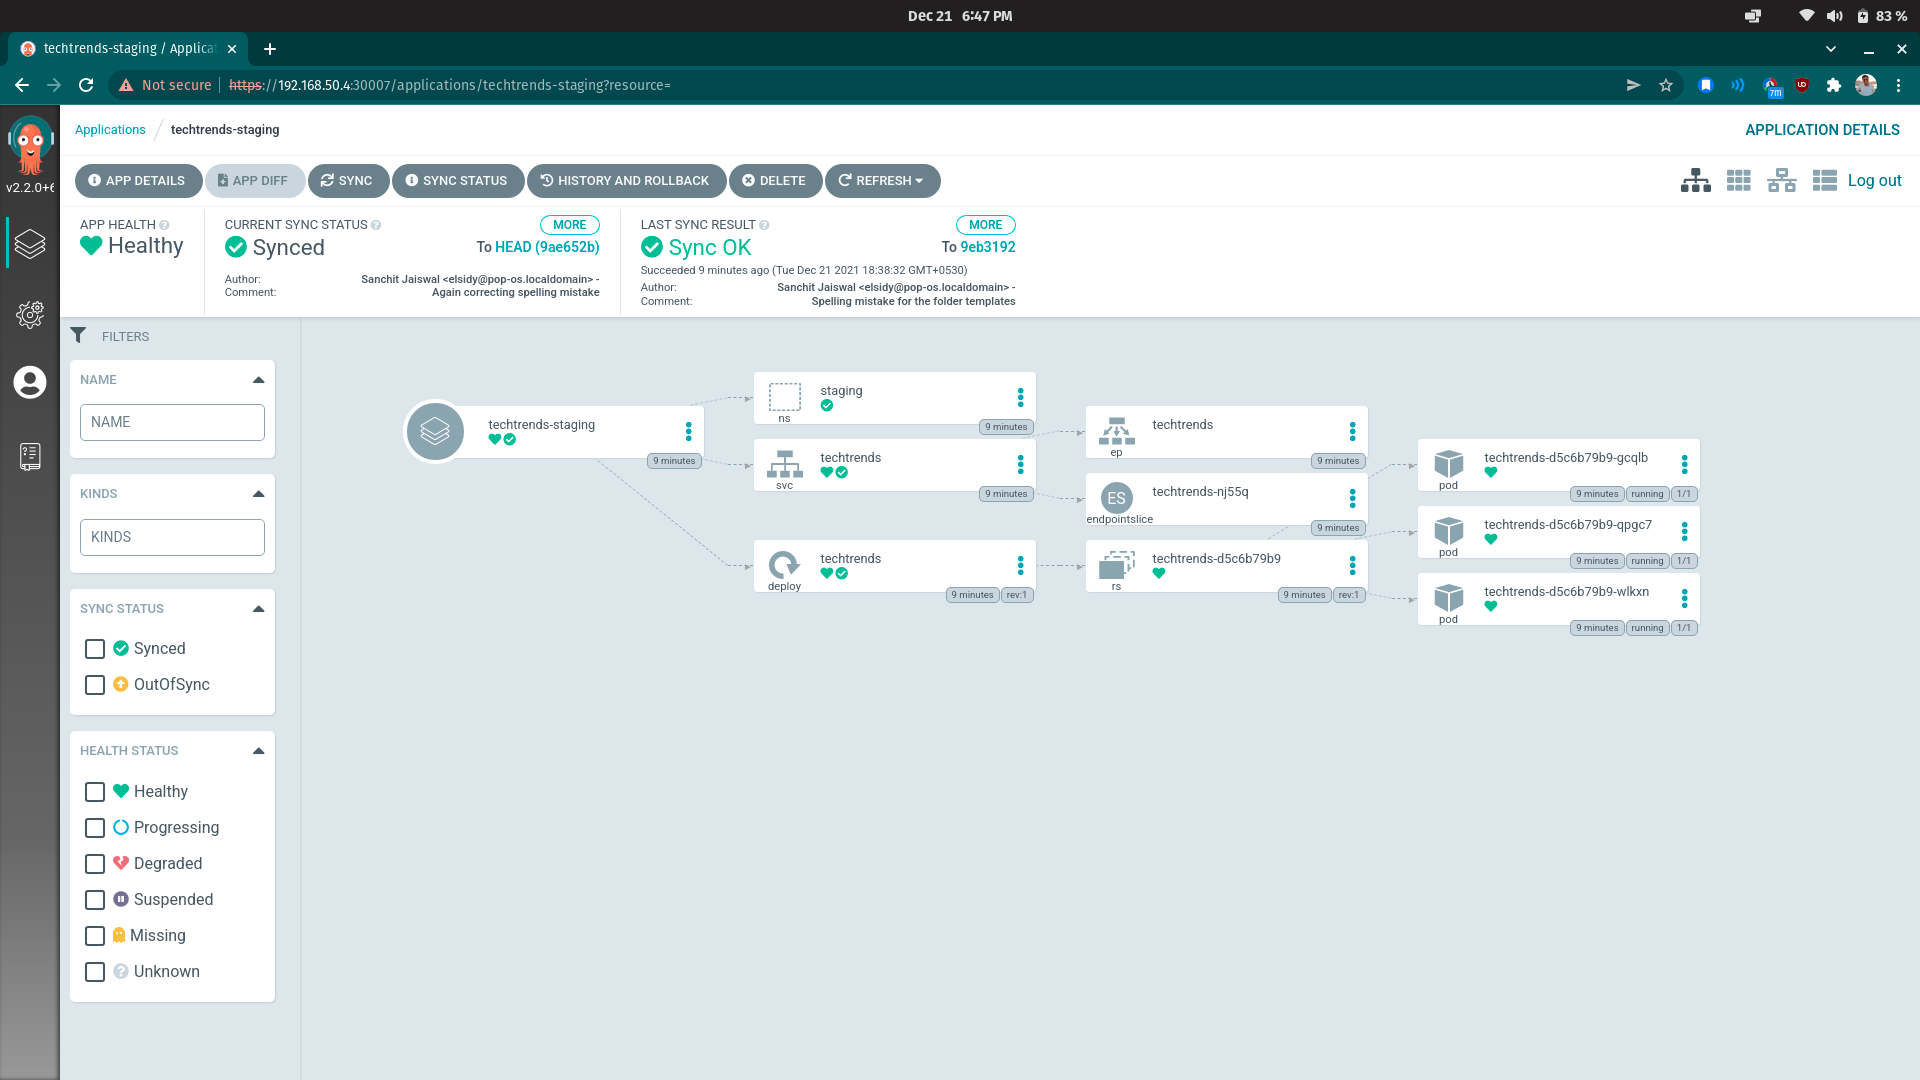 Dec 21 6:47 PM
83 %
techtrends-staging / Applica
Not secure
https://192.168.50.4:30007/applications/techtrends-staging?resource=
7m
v2.2.0+6
Applications / techtrends-staging
APPLICATION DETAILS
APP DETAILS
APP DIFF
SYNC
SYNC STATUS
HISTORY AND ROLLBACK
DELETE
REFRESH
Log out
APP HEALTH
Healthy
CURRENT SYNC STATUS
MORE
Synced
To HEAD (9ae652b)
Author: Sanchit Jaiswal <elsidy@pop-os.localdomain> -
Comment: Again correcting spelling mistake
LAST SYNC RESULT
MORE
Sync OK
To 9eb3192
Succeeded 9 minutes ago (Tue Dec 21 2021 18:38:32 GMT+0530)
Author: Sanchit Jaiswal <elsidy@pop-os.localdomain> -
Comment: Spelling mistake for the folder templates
FILTERS
NAME
NAME
KINDS
KINDS
SYNC STATUS
Synced
OutOfSync
HEALTH STATUS
Healthy
Progressing
Degraded
Suspended
Missing
Unknown
techtrends-staging
9 minutes
staging
ns
9 minutes
techtrends
svc
9 minutes
techtrends
deploy
9 minutes rev:1
techtrends
ep
9 minutes
ES
techtrends-nj55q
endpointslice
9 minutes
techtrends-d5c6b79b9
rs
9 minutes rev:1
techtrends-d5c6b79b9-gcqlb
pod
9 minutes running 1/1
techtrends-d5c6b79b9-qpgc7
pod
9 minutes running 1/1
techtrends-d5c6b79b9-wlkxn
pod
9 minutes running 1/1